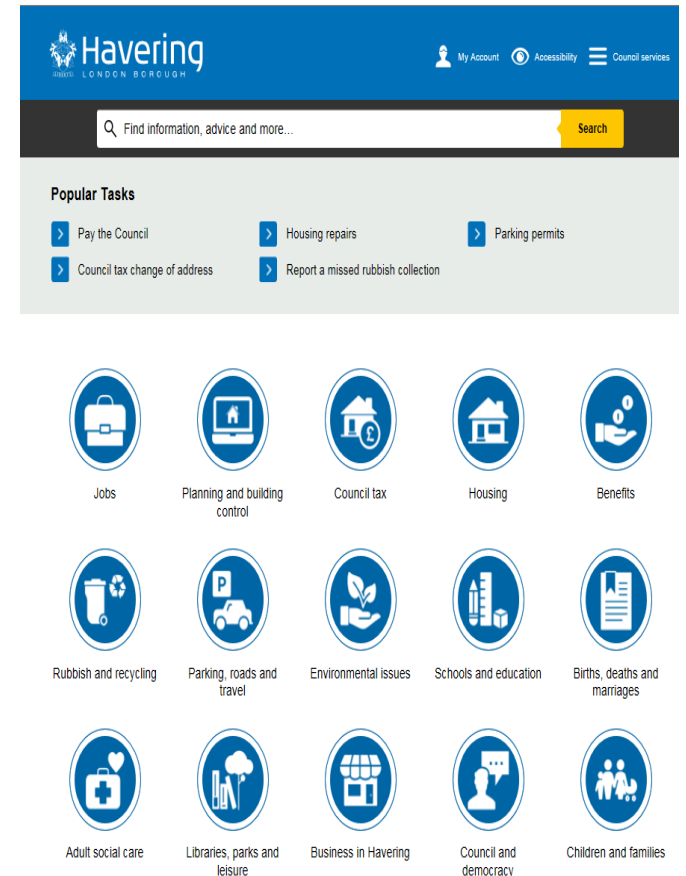 Havering
LONDON BOROUGH
My Account
Accessibility
Council services
Find information, advice and more...
Search
Popular Tasks
Pay the Council
Housing repairs
Parking permits
Council tax change of address
Report a missed rubbish collection
Jobs
Planning and building
control
Council tax
£
Housing
Benefits
Rubbish and recycling
P
Parking, roads and
travel
Environmental issues
Schools and education
Births, deaths and
marriages
Adult social care
Libraries, parks and
leisure
Business in Havering
Council and
democracy
Children and families